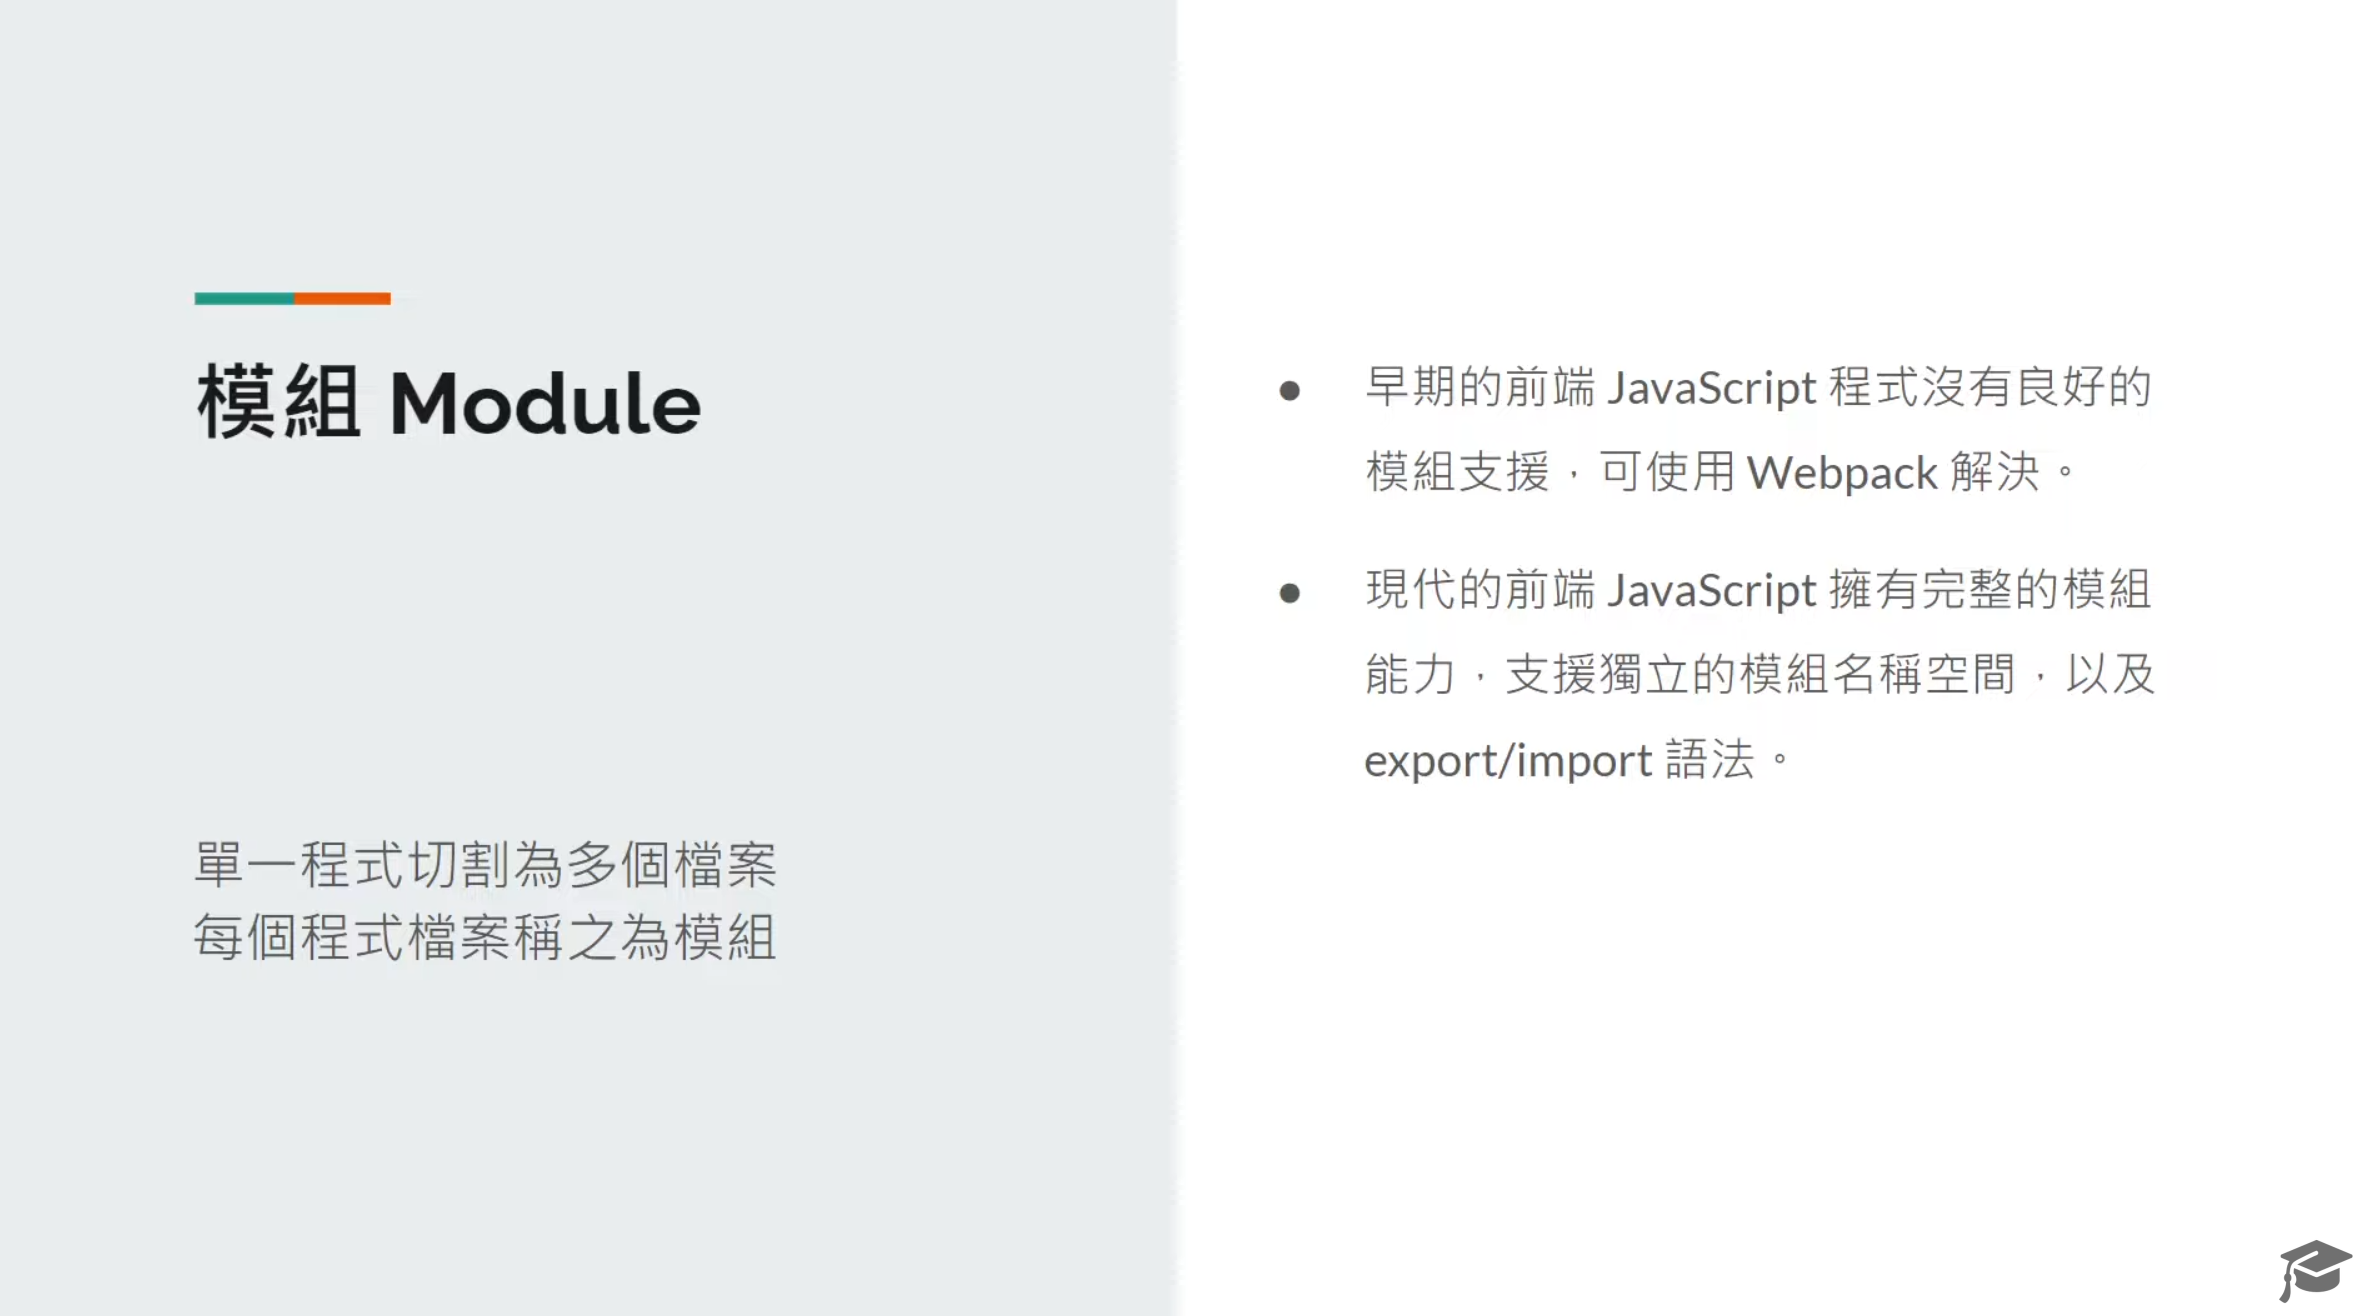 模組 Module
單一程式切割為多個檔案
每個程式檔案稱之為模組
● 早期的前端 JavaScript 程式沒有良好的
模組支援，可使用 Webpack 解決。
● 現代的前端 JavaScript 擁有完整的模組
能力，支援獨立的模組名稱空間，以及
export/import 語法。